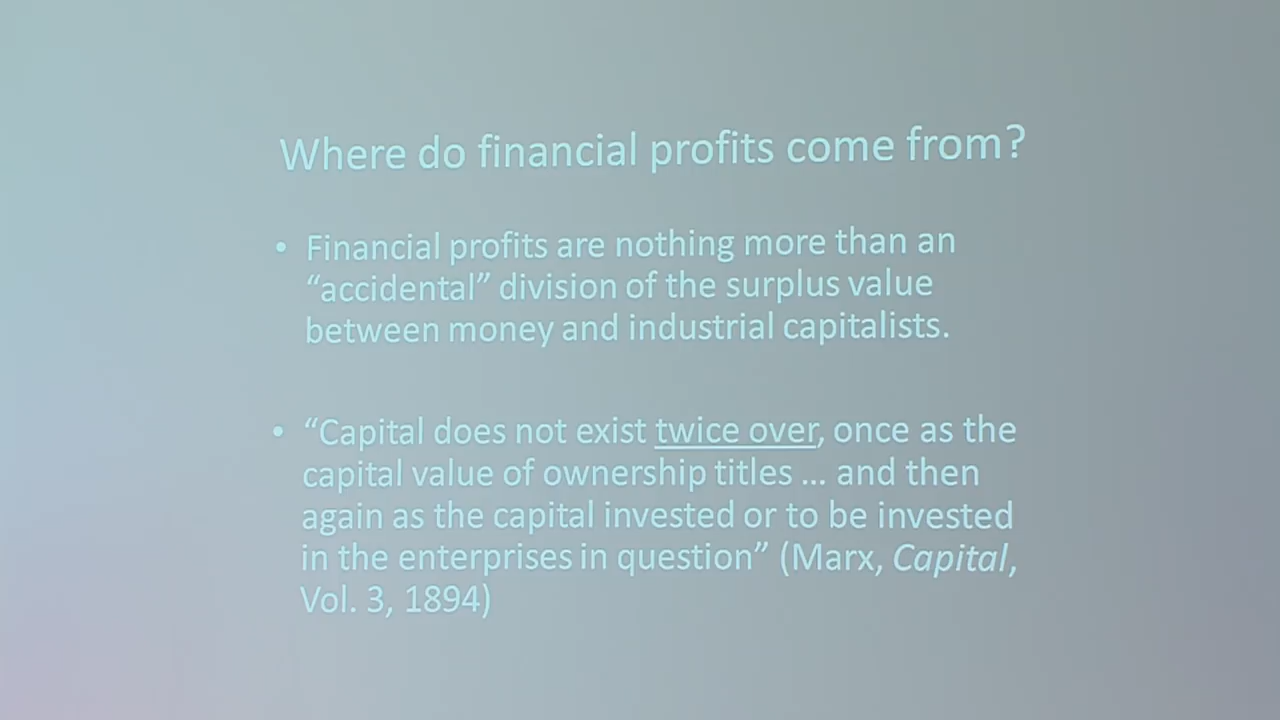 Where do financial profits come from?
• Financial profits are nothing more than an
“accidental” division of the surplus value
between money and industrial capitalists.
• “Capital does not exist twice over, once as the
capital value of ownership titles ... and then
again as the capital invested or to be invested
in the enterprises in question” (Marx, Capital,
Vol. 3, 1894)